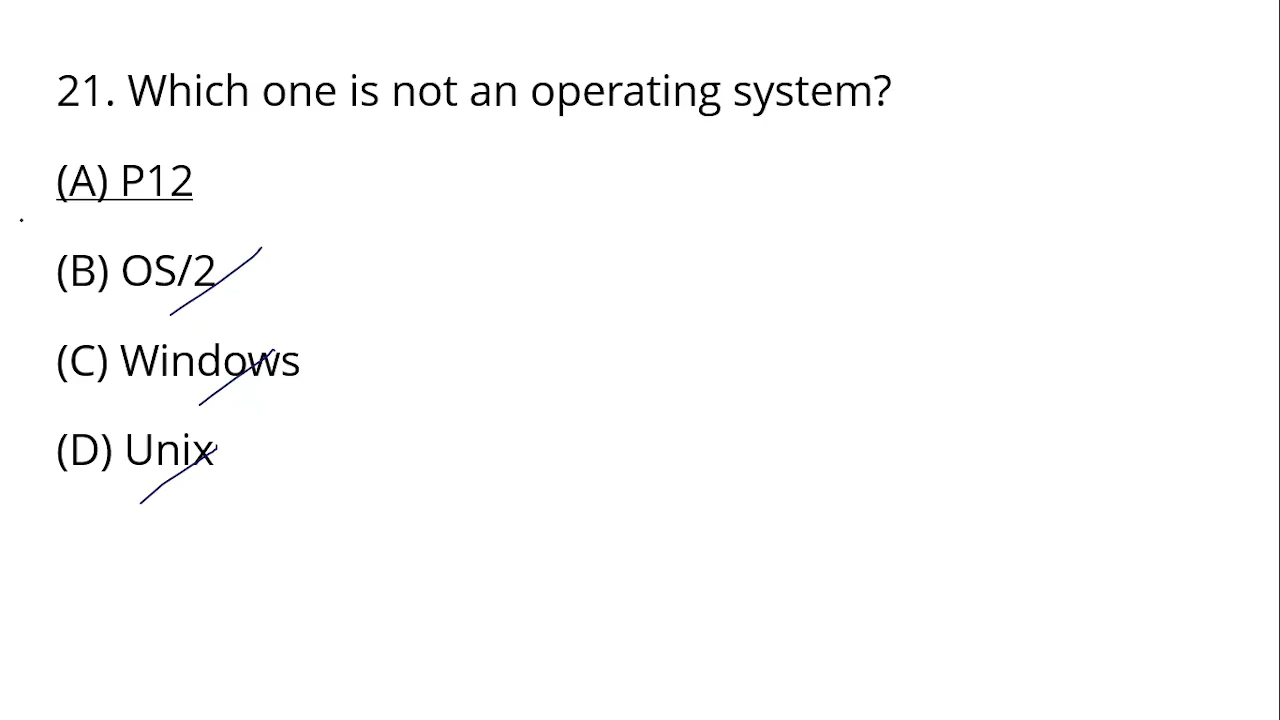 21. Which one is not an operating system?
(A) P12
(B) OS/2
(C) Windows
(D) Unix